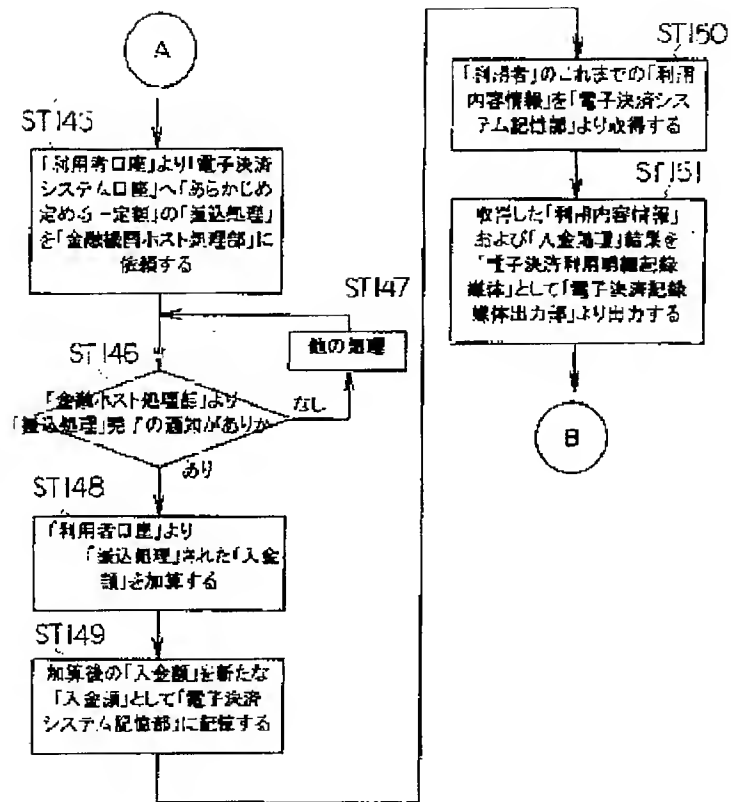 A
ST145
「利用者口座」より「電子決済
システム口座」へ「あらかじめ
定める一定額」の「振込処理」
を「金融機関ホスト処理部」に
依頼する
ST147
他の処理
ST146
「金融ホスト処理部」より
「振込処理」完了の通知がありか
なし
あり
ST148
「利用者口座」より
「振込処理」された「入金
額」を加算する
ST149
加算後の「入金額」を新たな
「入金額」として「電子決済
システム記憶部」に記憶する
ST150
「利用者」のこれまでの「利用
内容情報」を「電子決済シス
テム記憶部」より取得する
ST151
取得した「利用内容情報」
および「入金処理」結果を
「電子決済利用明細記録
媒体」として「電子決済記録
媒体出力部」より出力する
B